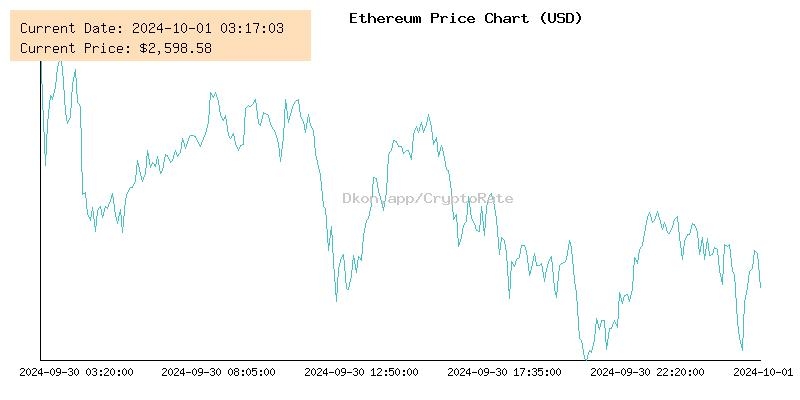 Ethereum Price Chart (USD)
Current Date: 2024-10-01 03:17:03
Current Price: $2,598.58
Dkon.app/CryptoRate
2024-09-30 03:20:00 2024-09-30 08:05:00 2024-09-30 12:50:00 2024-09-30 17:35:00 2024-09-30 22:20:00 2024-10-01